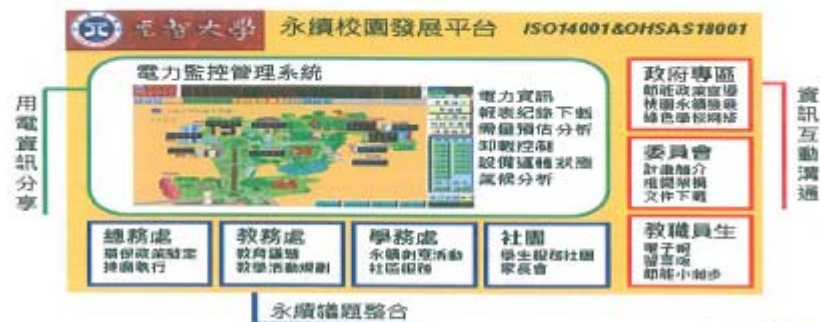 元智大學 永續校園發展平台 ISO14001&OHSAS18001
用電資訊分享
電力監控管理系統
電力資訊
報表紀錄下載
需量預估分析
卸載控制
設備運轉狀態
氣候分析
政府專區
節能政策宣導
桃園永續發展
綠色學校網絡
委員會
計畫簡介
組織架構
文件下載
教職員生
電子報
留言版
節能小撇步
資訊互動溝通
總務處
環保政策擬定
推廣執行
教務處
教育議題
教學活動規劃
學務處
永續創意活動
社區服務
社團
學生服務社團
家長會
永續議題整合